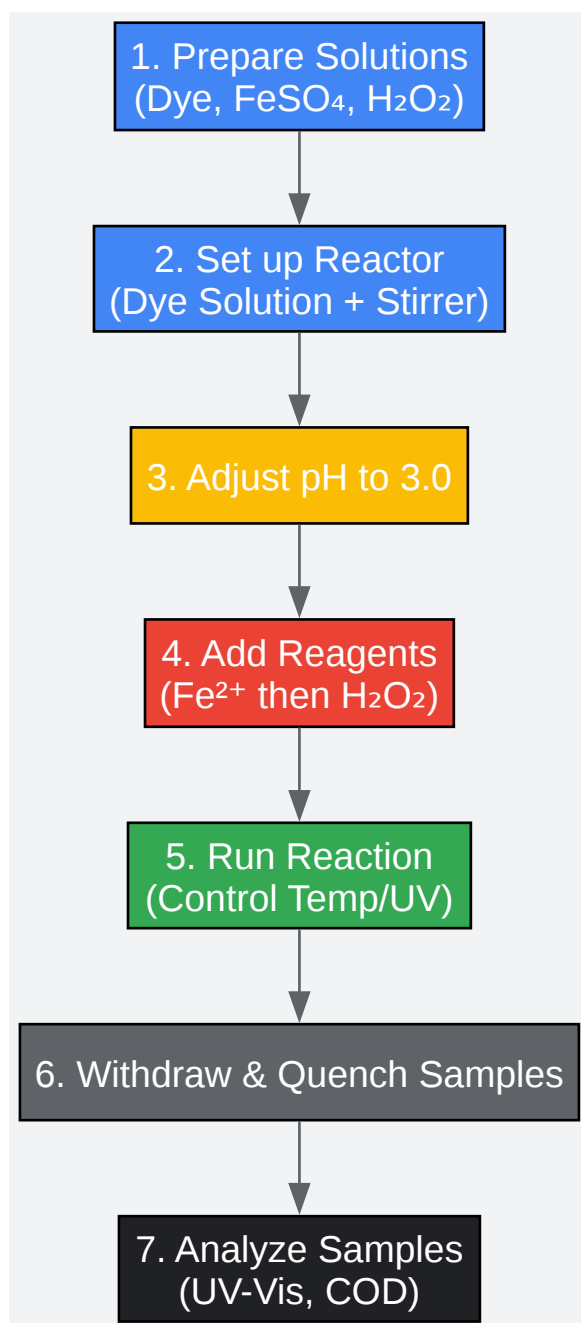 1. Prepare Solutions
(Dye, FeSO₄, H₂O₂)
2. Set up Reactor
(Dye Solution + Stirrer)
3. Adjust pH to 3.0
4. Add Reagents
(Fe²⁺ then H₂O₂)
5. Run Reaction
(Control Temp/UV)
6. Withdraw & Quench Samples
7. Analyze Samples
(UV-Vis, COD)